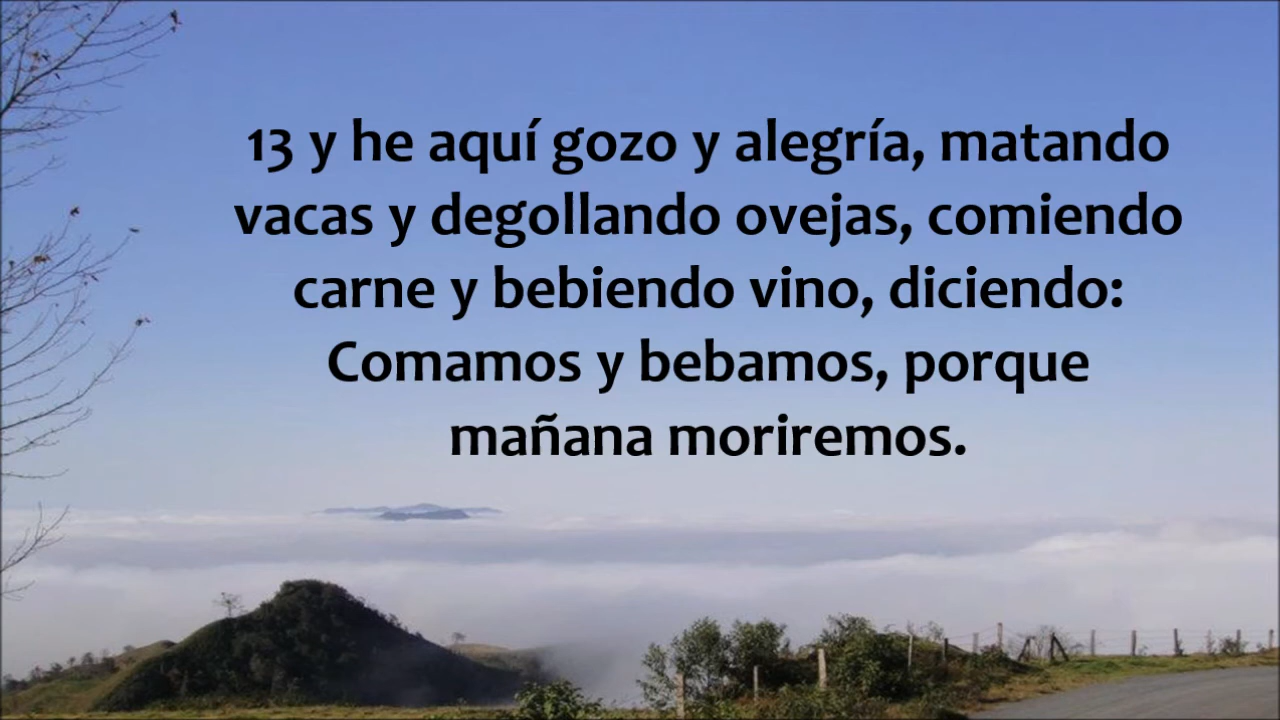 13 y he aquí gozo y alegría, matando
vacas y degollando ovejas, comiendo
carne y bebiendo vino, diciendo:
Comamos y bebamos, porque
mañana moriremos.